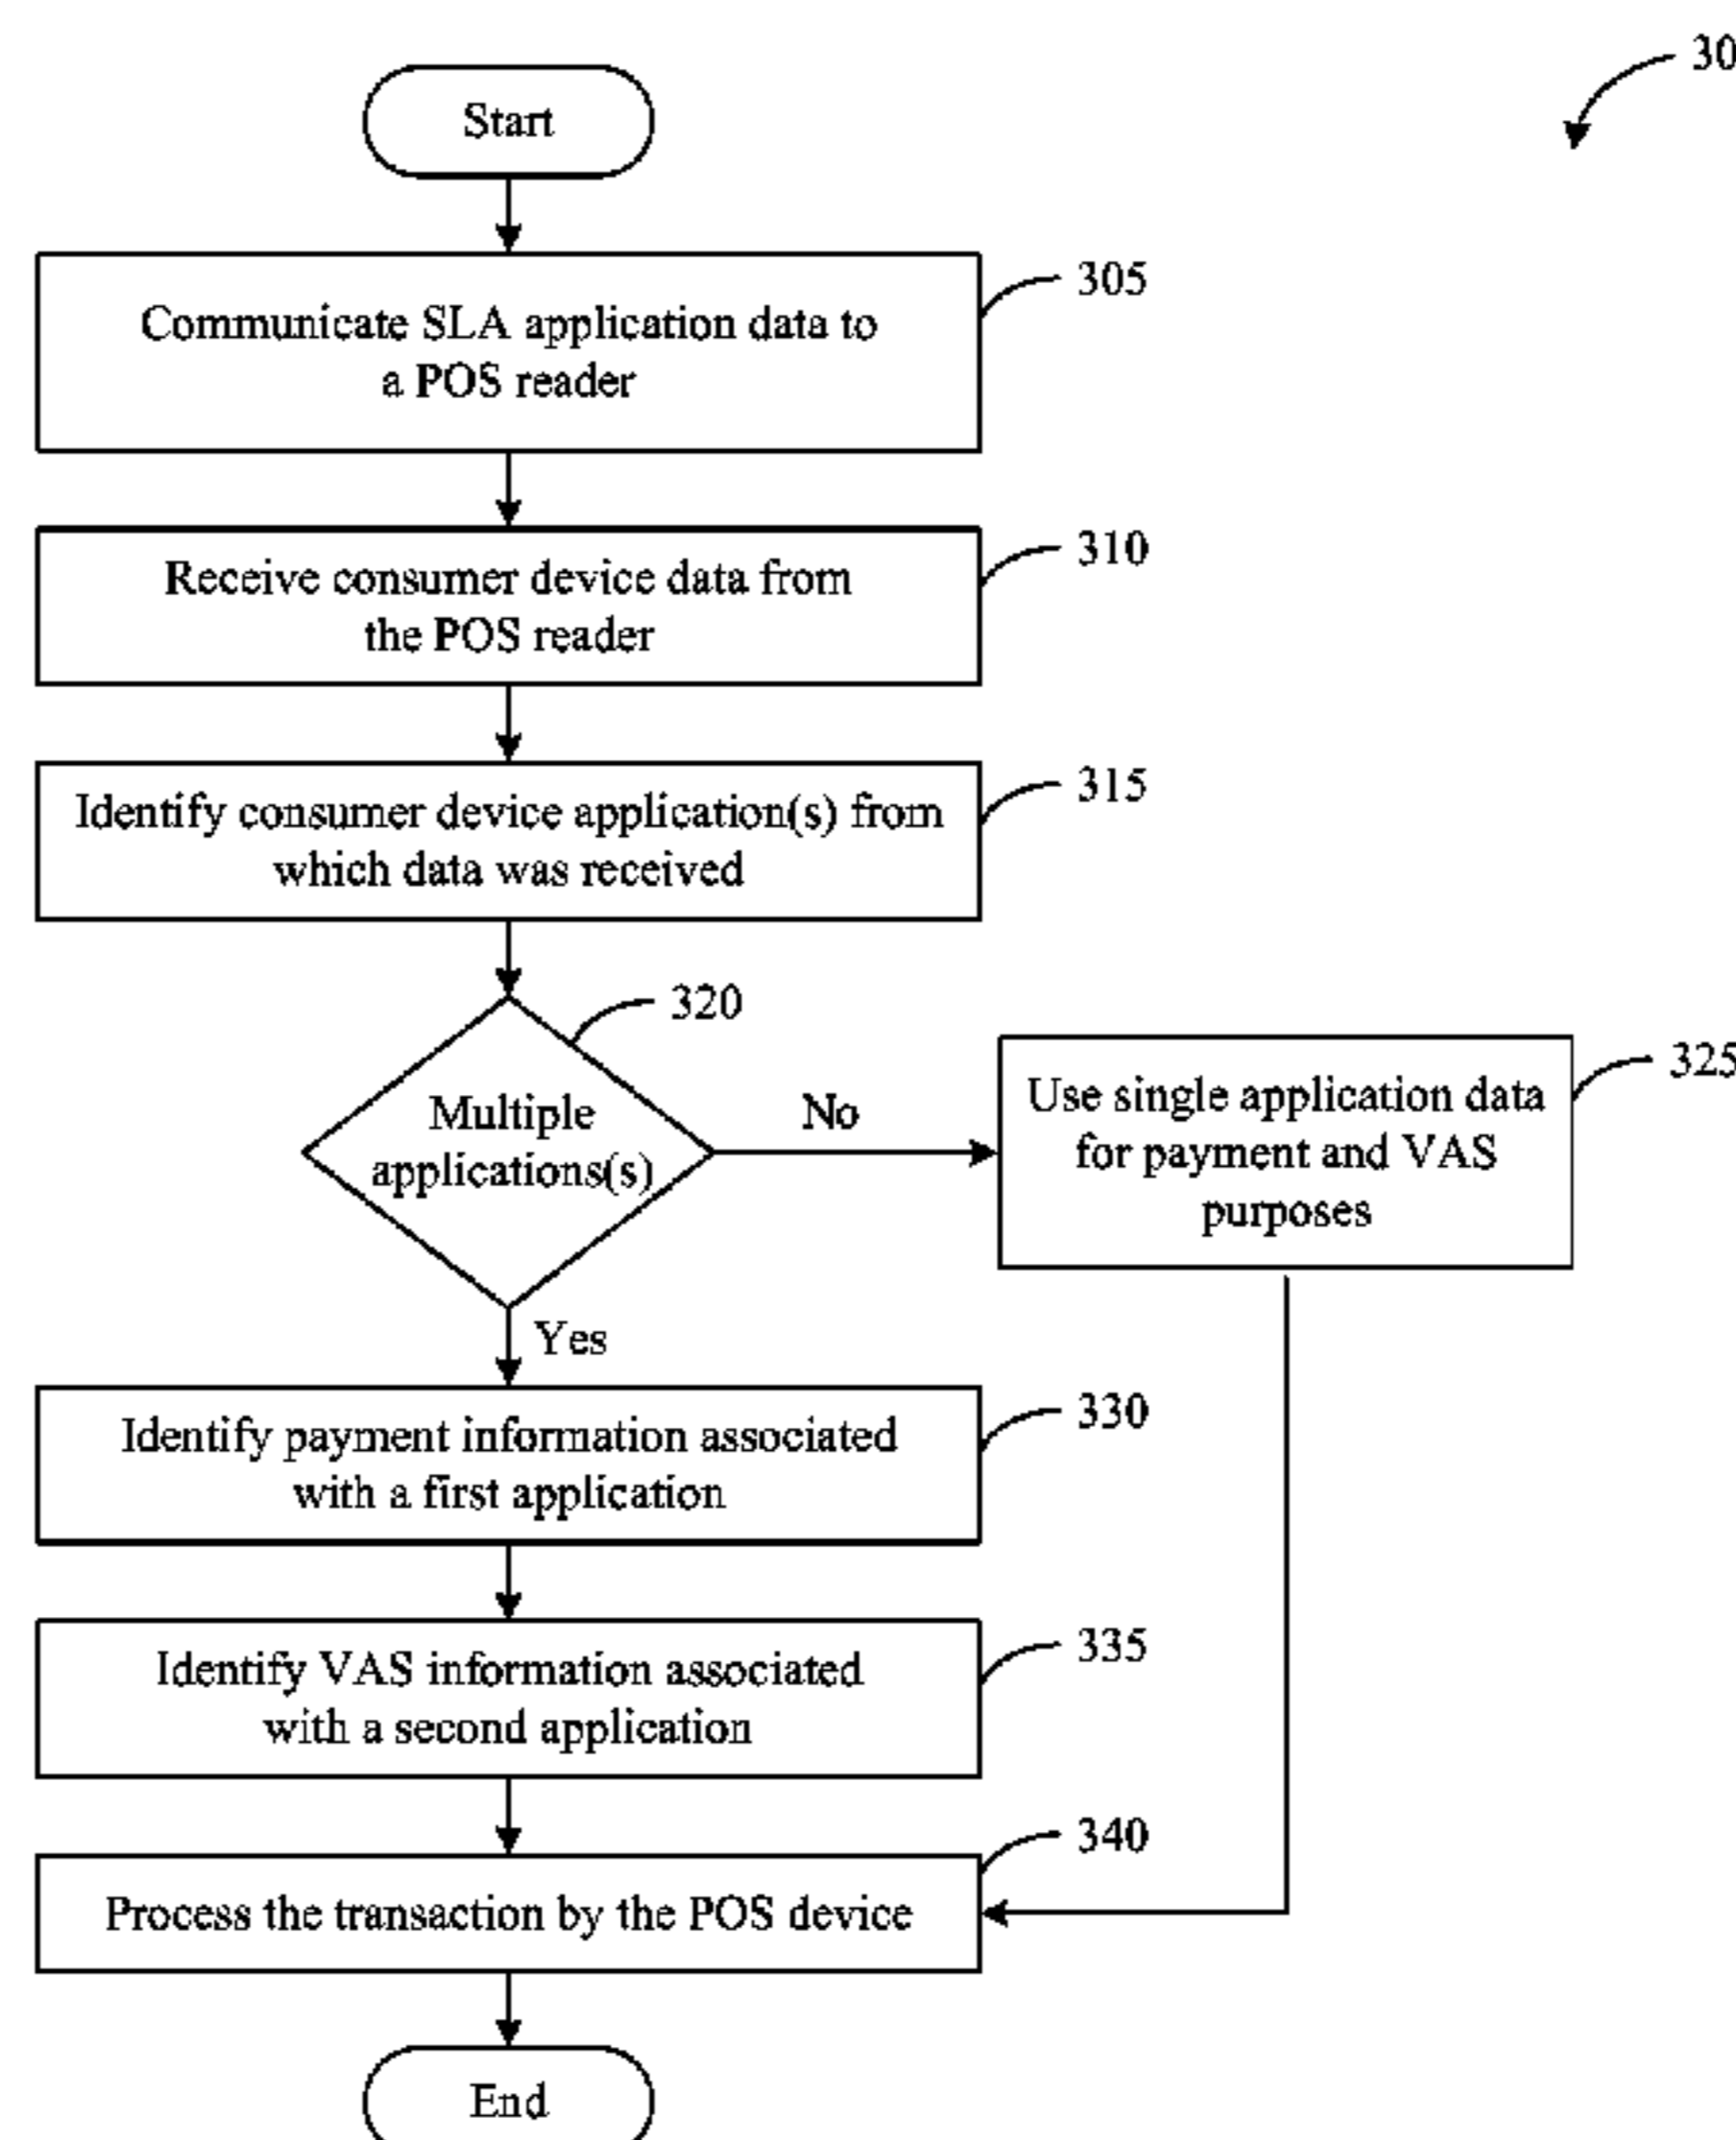 30
Start
Communicate SLA application data to
a POS reader
305
Receive consumer device data from
the POS reader
310
Identify consumer device application(s) from
which data was received
315
Multiple
applications(s)
320
No
Use single application data
for payment and VAS
purposes
325
Yes
Identify payment information associated
with a first application
330
Identify VAS information associated
with a second application
335
Process the transaction by the POS device
340
End